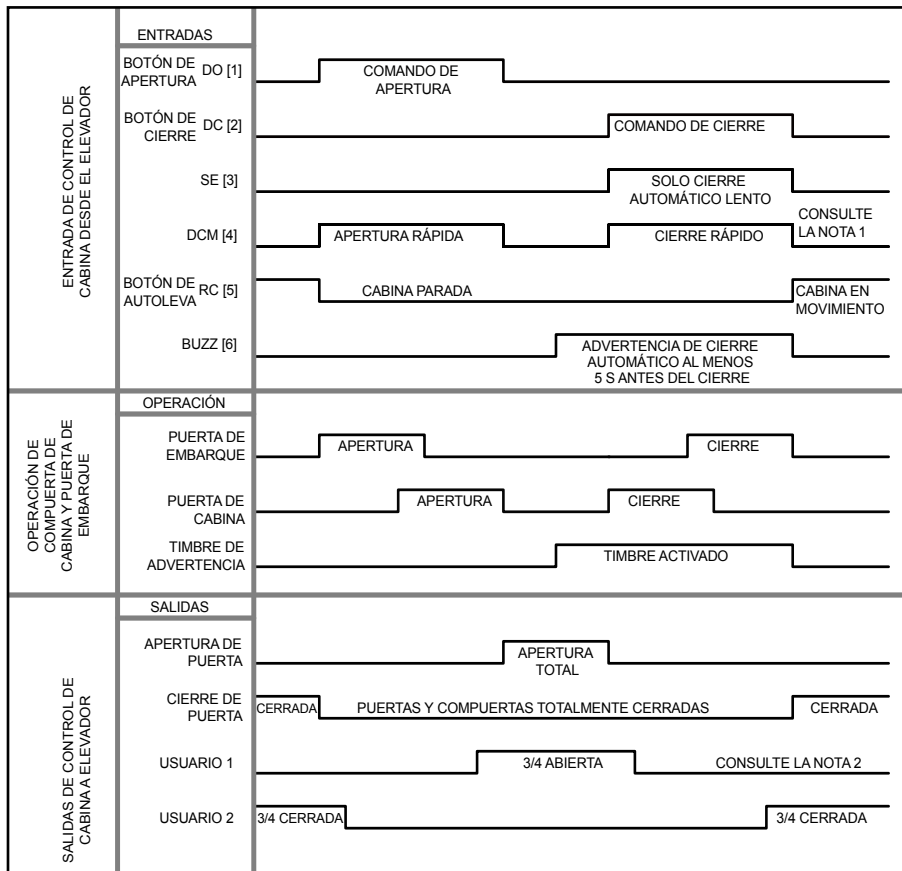 ENTRADA DE CONTROL DE
CABINA DESDE EL ELEVADOR
ENTRADAS
BOTÓN DE
APERTURA DO [1]
COMANDO DE
APERTURA
BOTÓN DE
CIERRE DC [2]
COMANDO DE CIERRE
SE [3]
SOLO CIERRE
AUTOMÁTICO LENTO
DCM [4]
APERTURA RÁPIDA
CIERRE RÁPIDO
CONSULTE
LA NOTA 1
BOTÓN DE
AUTOLEVA RC [5]
CABINA PARADA
CABINA EN
MOVIMIENTO
BUZZ [6]
ADVERTENCIA DE CIERRE
AUTOMÁTICO AL MENOS
5 S ANTES DEL CIERRE
OPERACIÓN DE
COMPUERTA DE
CABINA Y PUERTA DE
EMBARQUE
OPERACIÓN
PUERTA DE
EMBARQUE
APERTURA
CIERRE
PUERTA DE
CABINA
APERTURA
CIERRE
TIMBRE DE
ADVERTENCIA
TIMBRE ACTIVADO
SALIDAS DE CONTROL DE
CABINA A ELEVADOR
SALIDAS
APERTURA DE
PUERTA
APERTURA
TOTAL
CIERRE DE
PUERTA
CERRADA
PUERTAS Y COMPUERTAS TOTALMENTE CERRADAS
CERRADA
USUARIO 1
3/4 ABIERTA
CONSULTE LA NOTA 2
USUARIO 2
3/4 CERRADA
3/4 CERRADA